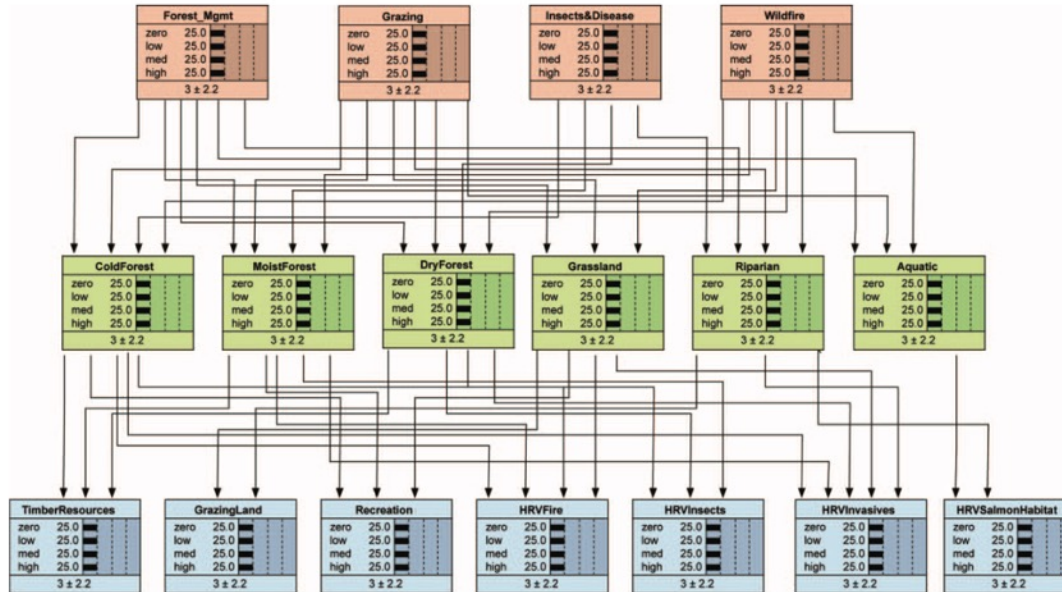 Forest_Mgmt
zero 25.0
low 25.0
med 25.0
high 25.0
3 ± 2.2
Grazing
zero 25.0
low 25.0
med 25.0
high 25.0
3 ± 2.2
Insects&Disease
zero 25.0
low 25.0
med 25.0
high 25.0
3 ± 2.2
Wildfire
zero 25.0
low 25.0
med 25.0
high 25.0
3 ± 2.2
ColdForest
zero 25.0
low 25.0
med 25.0
high 25.0
3 ± 2.2
MoistForest
zero 25.0
low 25.0
med 25.0
high 25.0
3 ± 2.2
DryForest
zero 25.0
low 25.0
med 25.0
high 25.0
3 ± 2.2
Grassland
zero 25.0
low 25.0
med 25.0
high 25.0
3 ± 2.2
Riparian
zero 25.0
low 25.0
med 25.0
high 25.0
3 ± 2.2
Aquatic
zero 25.0
low 25.0
med 25.0
high 25.0
3 ± 2.2
TimberResources
zero 25.0
low 25.0
med 25.0
high 25.0
3 ± 2.2
GrazingLand
zero 25.0
low 25.0
med 25.0
high 25.0
3 ± 2.2
Recreation
zero 25.0
low 25.0
med 25.0
high 25.0
3 ± 2.2
HRVFire
zero 25.0
low 25.0
med 25.0
high 25.0
3 ± 2.2
HRVInsects
zero 25.0
low 25.0
med 25.0
high 25.0
3 ± 2.2
HRVInvasives
zero 25.0
low 25.0
med 25.0
high 25.0
3 ± 2.2
HRVSalmonHabitat
zero 25.0
low 25.0
med 25.0
high 25.0
3 ± 2.2